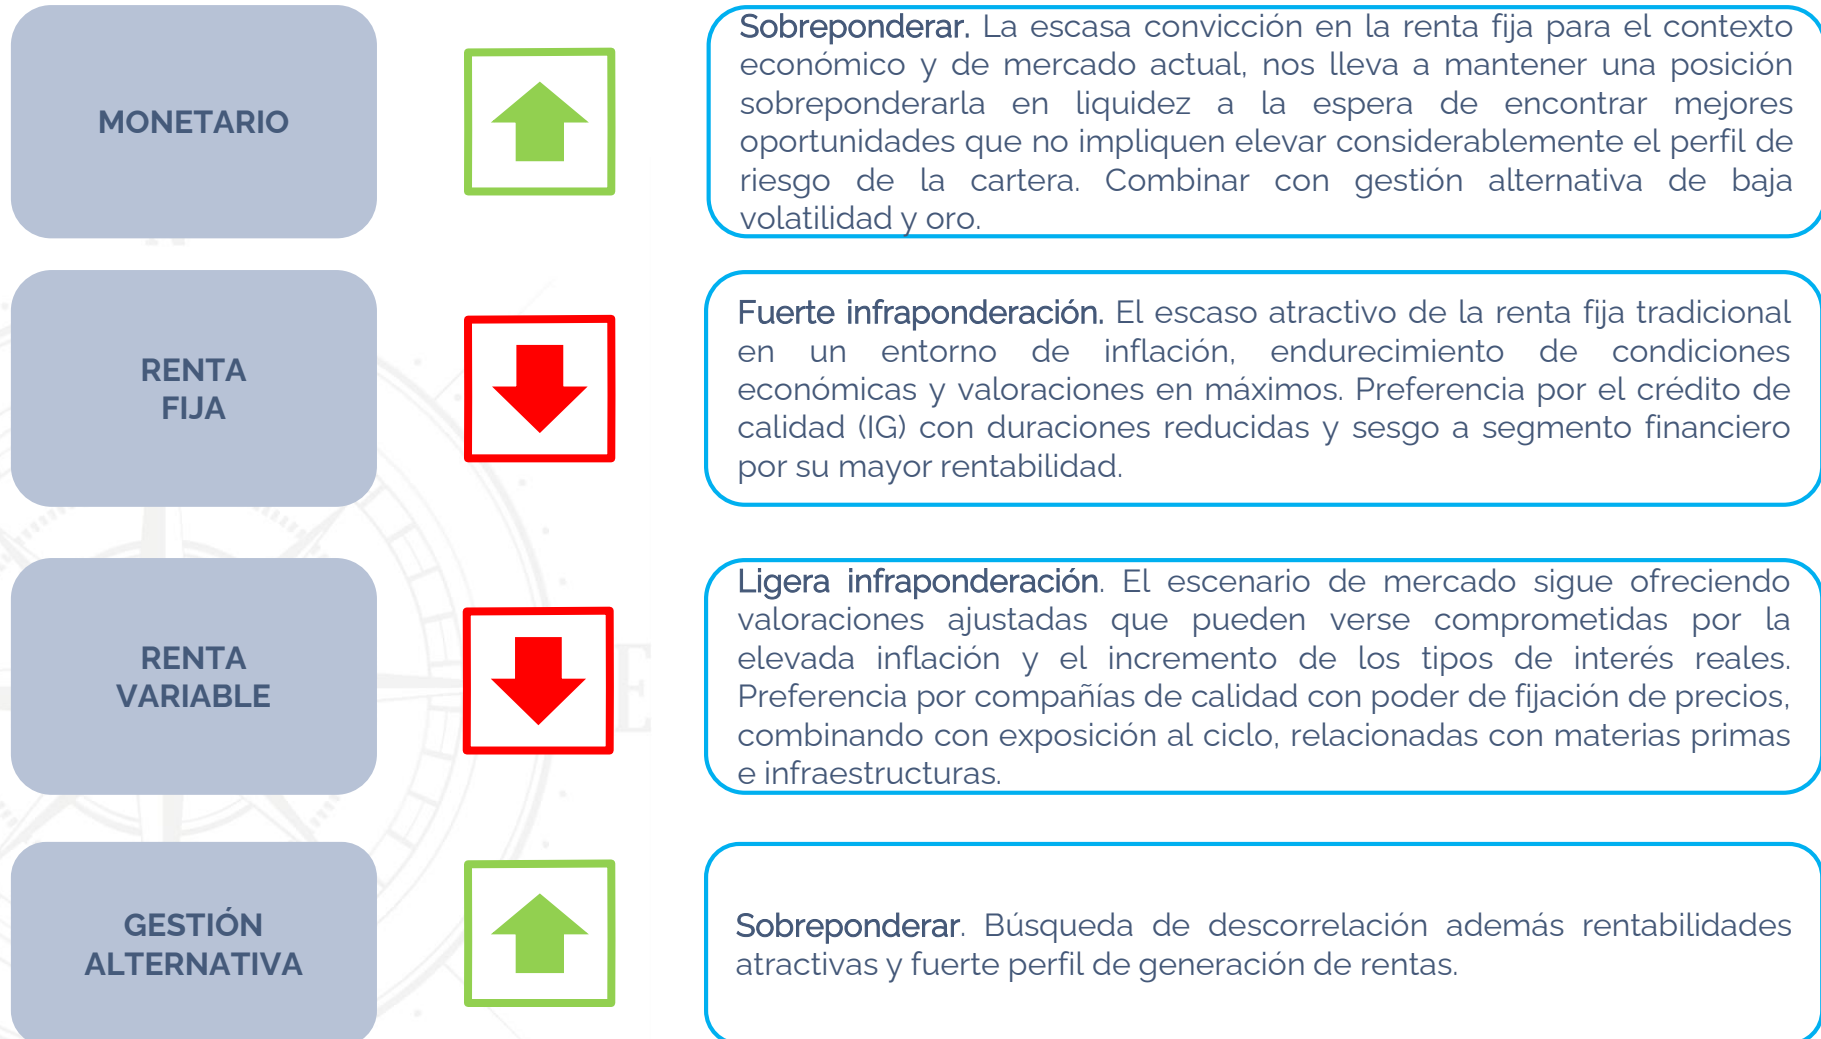 MONETARIO
Sobreponderar. La escasa convicción en la renta fija para el contexto
económico y de mercado actual, nos lleva a mantener una posición
sobreponderarla en liquidez a la espera de encontrar mejores
oportunidades que no impliquen elevar considerablemente el perfil de
riesgo de la cartera. Combinar con gestión alternativa de baja
volatilidad y oro.
RENTA
FIJA
Fuerte infraponderación. El escaso atractivo de la renta fija tradicional
en un entorno de inflación, endurecimiento de condiciones
económicas y valoraciones en máximos. Preferencia por el crédito de
calidad (IG) con duraciones reducidas y sesgo a segmento financiero
por su mayor rentabilidad.
RENTA
VARIABLE
Ligera infraponderación. El escenario de mercado sigue ofreciendo
valoraciones ajustadas que pueden verse comprometidas por la
elevada inflación y el incremento de los tipos de interés reales.
Preferencia por compañías de calidad con poder de fijación de precios,
combinando con exposición al ciclo, relacionadas con materias primas
e infraestructuras.
E
GESTIÓN
ALTERNATIVA
Sobreponderar. Búsqueda de descorrelación además rentabilidades
atractivas y fuerte perfil de generación de rentas.